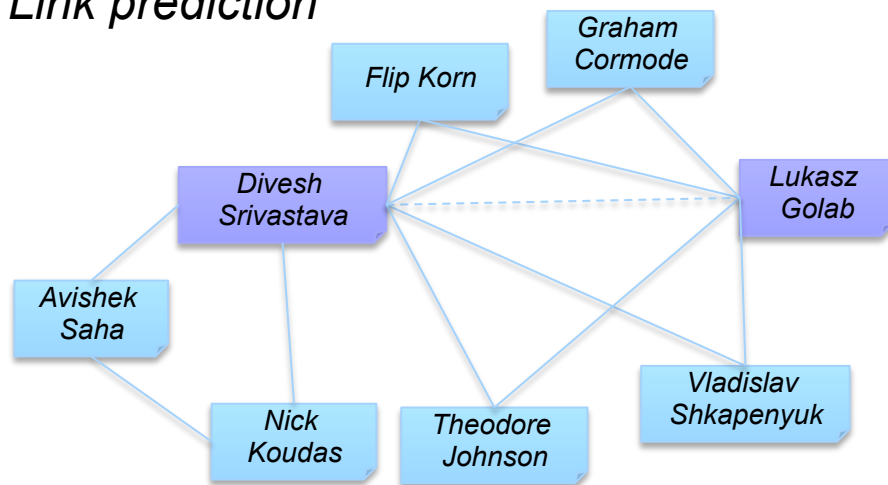 Link prediction
Graham
Cormode
Flip Korn
Divesh
Srivastava
Lukasz
Golab
Avishek
Saha
Nick
Koudas
Theodore
Johnson
Vladislav
Shkapenyuk